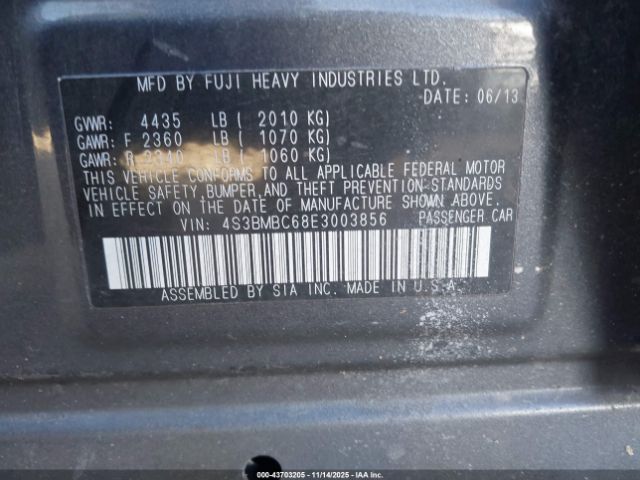 MFD BY FUJI HEAVY INDUSTRIES LTD.
DATE: 06/13
GVWR: 4435 LB ( 2010 KG)
GAWR: F 2360 LB ( 1070 KG)
GAWR: R 2340 LB ( 1060 KG)
THIS VEHICLE CONFORMS TO ALL APPLICABLE FEDERAL MOTOR
VEHICLE SAFETY, BUMPER, AND THEFT PREVENTION STANDARDS
IN EFFECT ON THE DATE OF MANUFACTURE SHOWN ABOVE.
VIN: 4S3BMBC68E3003856 PASSENGER CAR
ASSEMBLED BY SIA INC. MADE IN U.S.A.
000-43703205 - 11/14/2025 - IAA Inc. ©